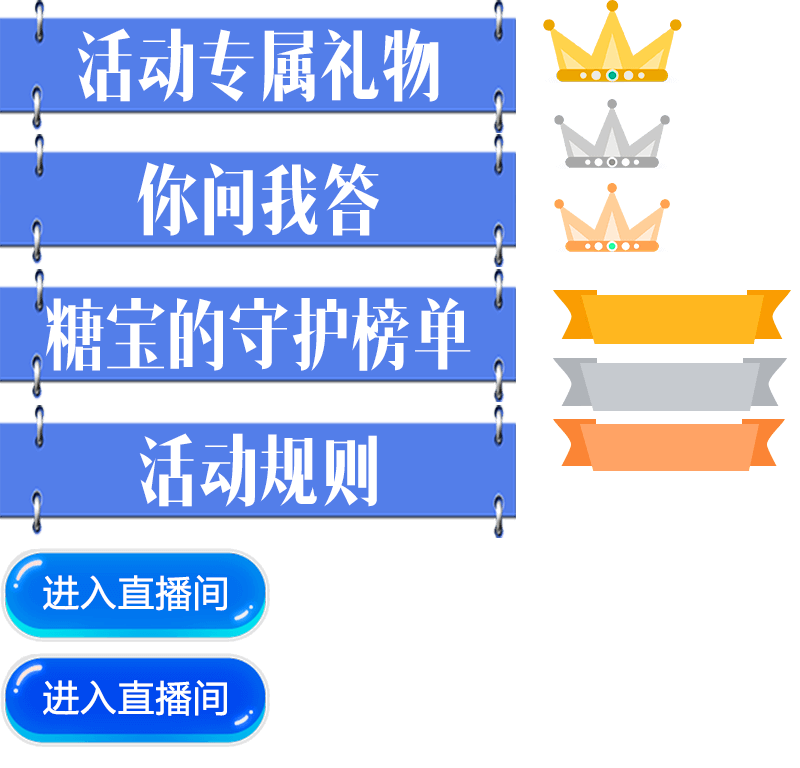 活动专属礼物
你问我答
糖宝的守护榜单
活动规则
进入直播间
进入直播间